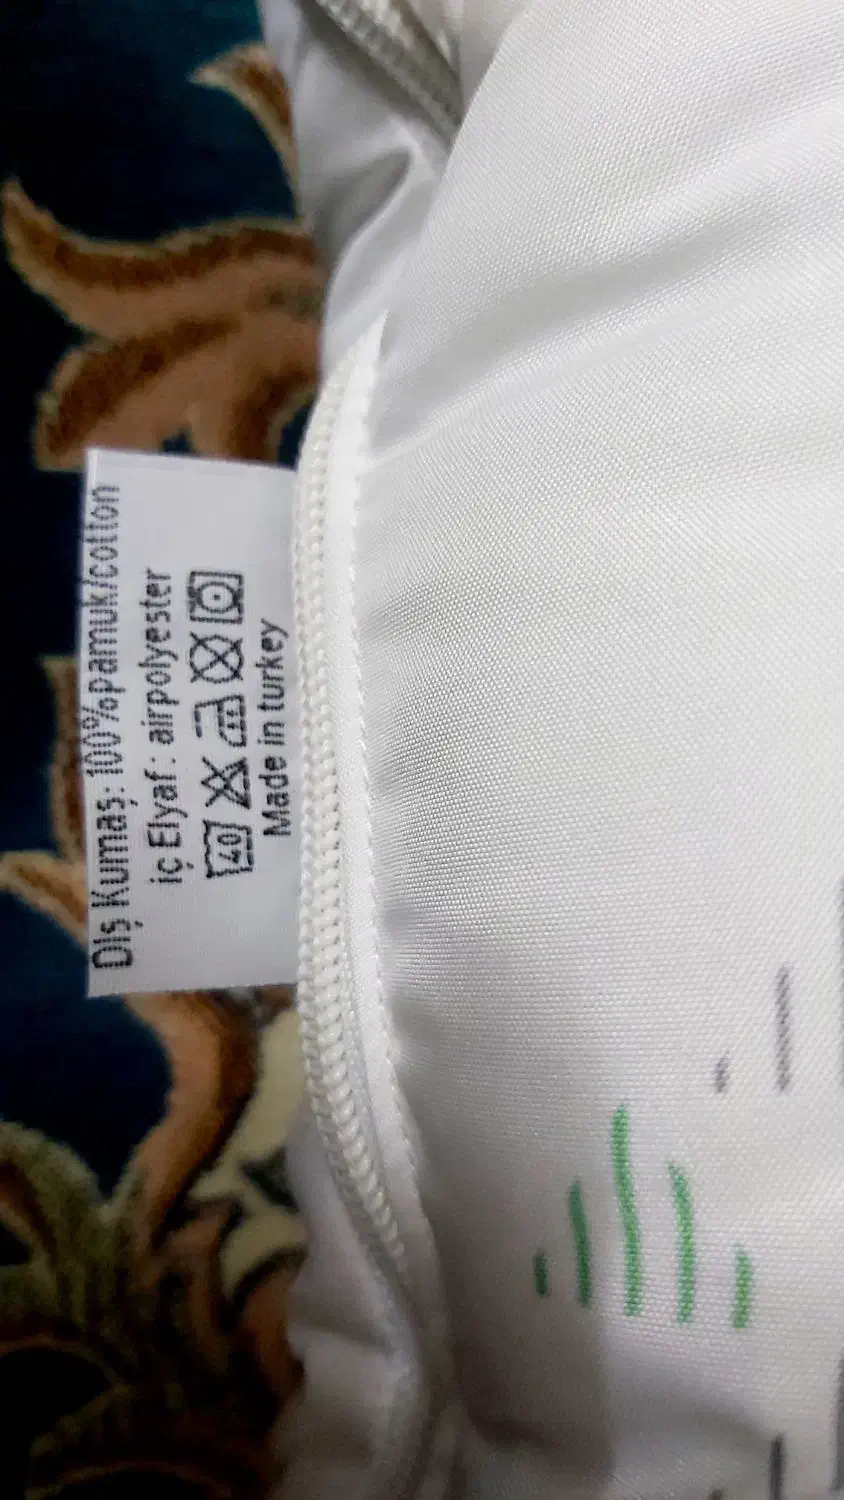 Dış Kumaş: 100%pamuk/cotton
iç Elyaf: airpolyester
40
Made in turkey